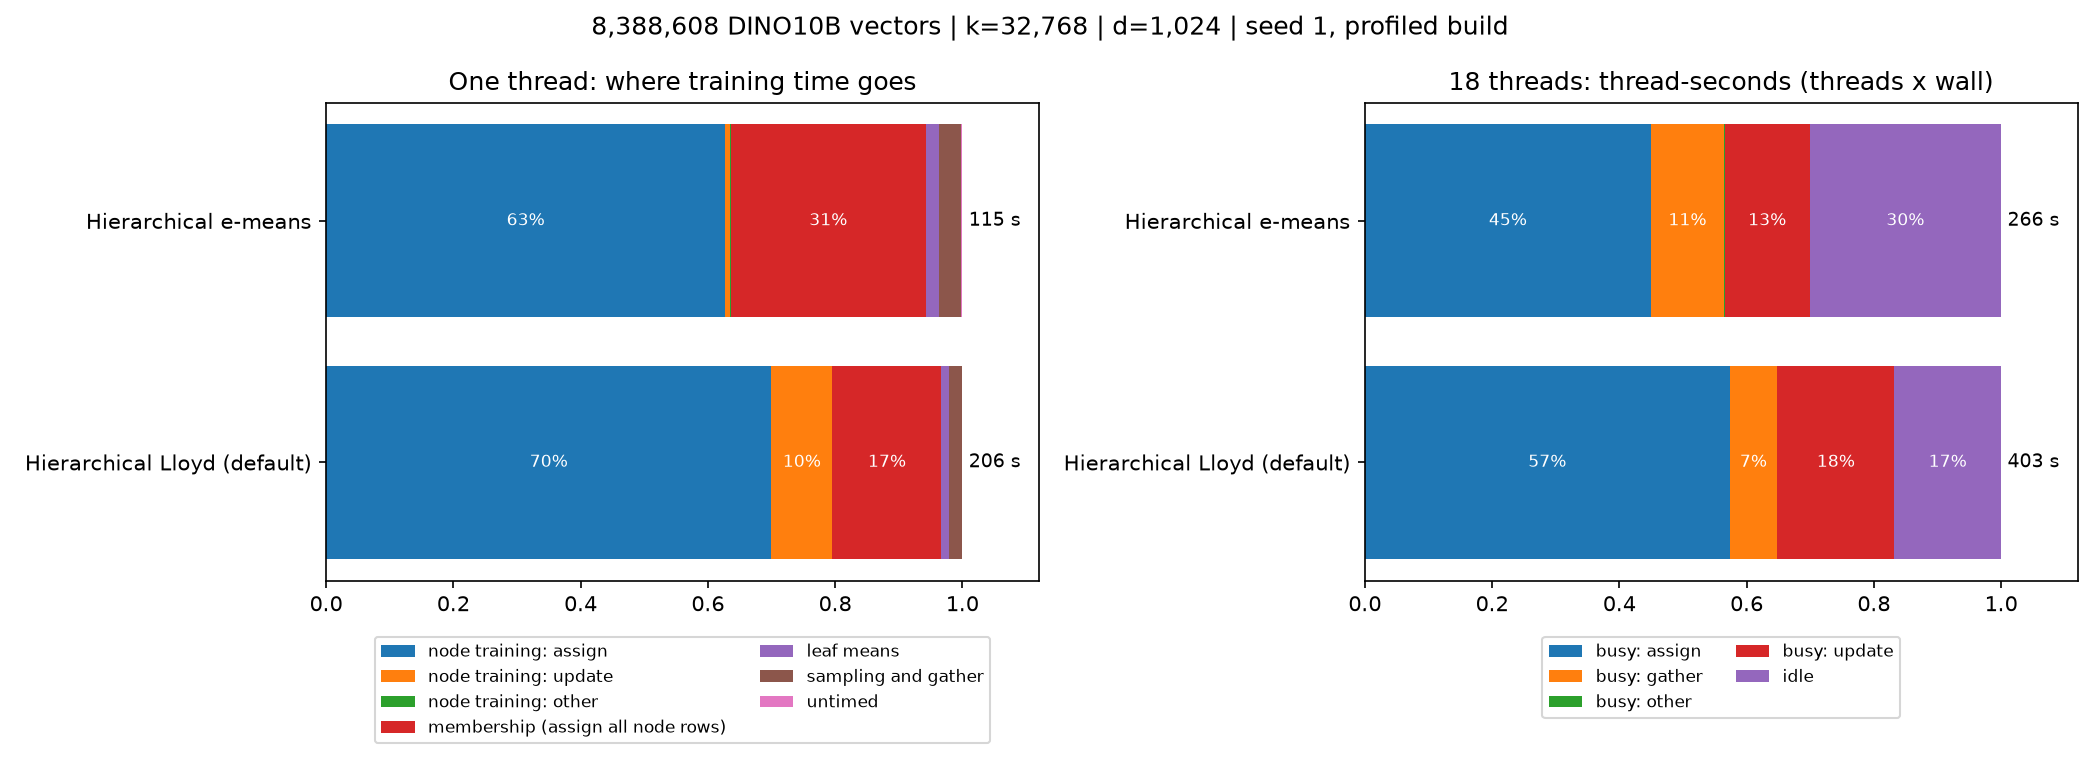 8,388,608 DINO10B vectors | k=32,768 | d=1,024 | seed 1, profiled build
One thread: where training time goes
Hierarchical e-means
63%
31%
115 s
Hierarchical Lloyd (default)
70%
10%
17%
206 s
0.0 0.2 0.4 0.6 0.8 1.0
node training: assign
node training: update
node training: other
membership (assign all node rows)
leaf means
sampling and gather
untimed
18 threads: thread-seconds (threads x wall)
Hierarchical e-means
45%
11%
13%
30%
266 s
Hierarchical Lloyd (default)
57%
7%
18%
17%
403 s
0.0 0.2 0.4 0.6 0.8 1.0
busy: assign
busy: gather
busy: other
busy: update
idle